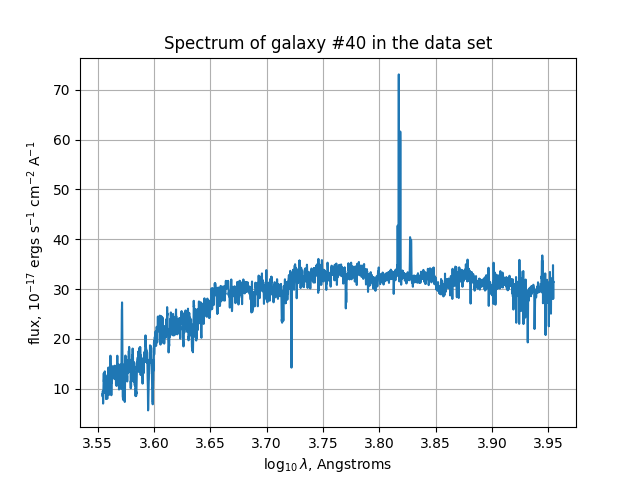 Spectrum of galaxy #40 in the data set
flux, 10⁻¹⁷ ergs s⁻¹ cm⁻² A⁻¹
70
60
50
40
30
20
10
3.55 3.60 3.65 3.70 3.75 3.80 3.85 3.90 3.95
log₁₀ λ, Angstroms